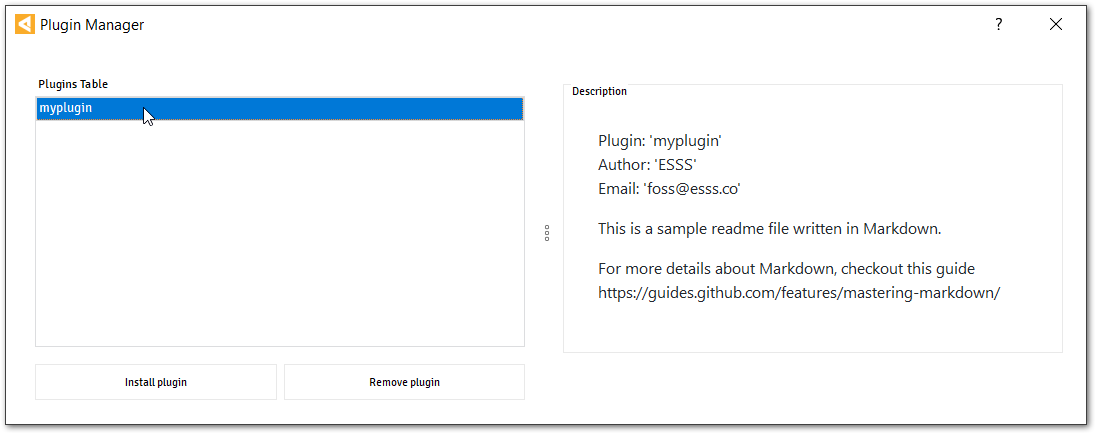 Plugin Manager
?
Plugins Table
myplugin
Install plugin
Remove plugin
Description
Plugin: 'myplugin'
Author: 'ESSS'
Email: 'foss@esss.co'
This is a sample readme file written in Markdown.
For more details about Markdown, checkout this guide
https://guides.github.com/features/mastering-markdown/